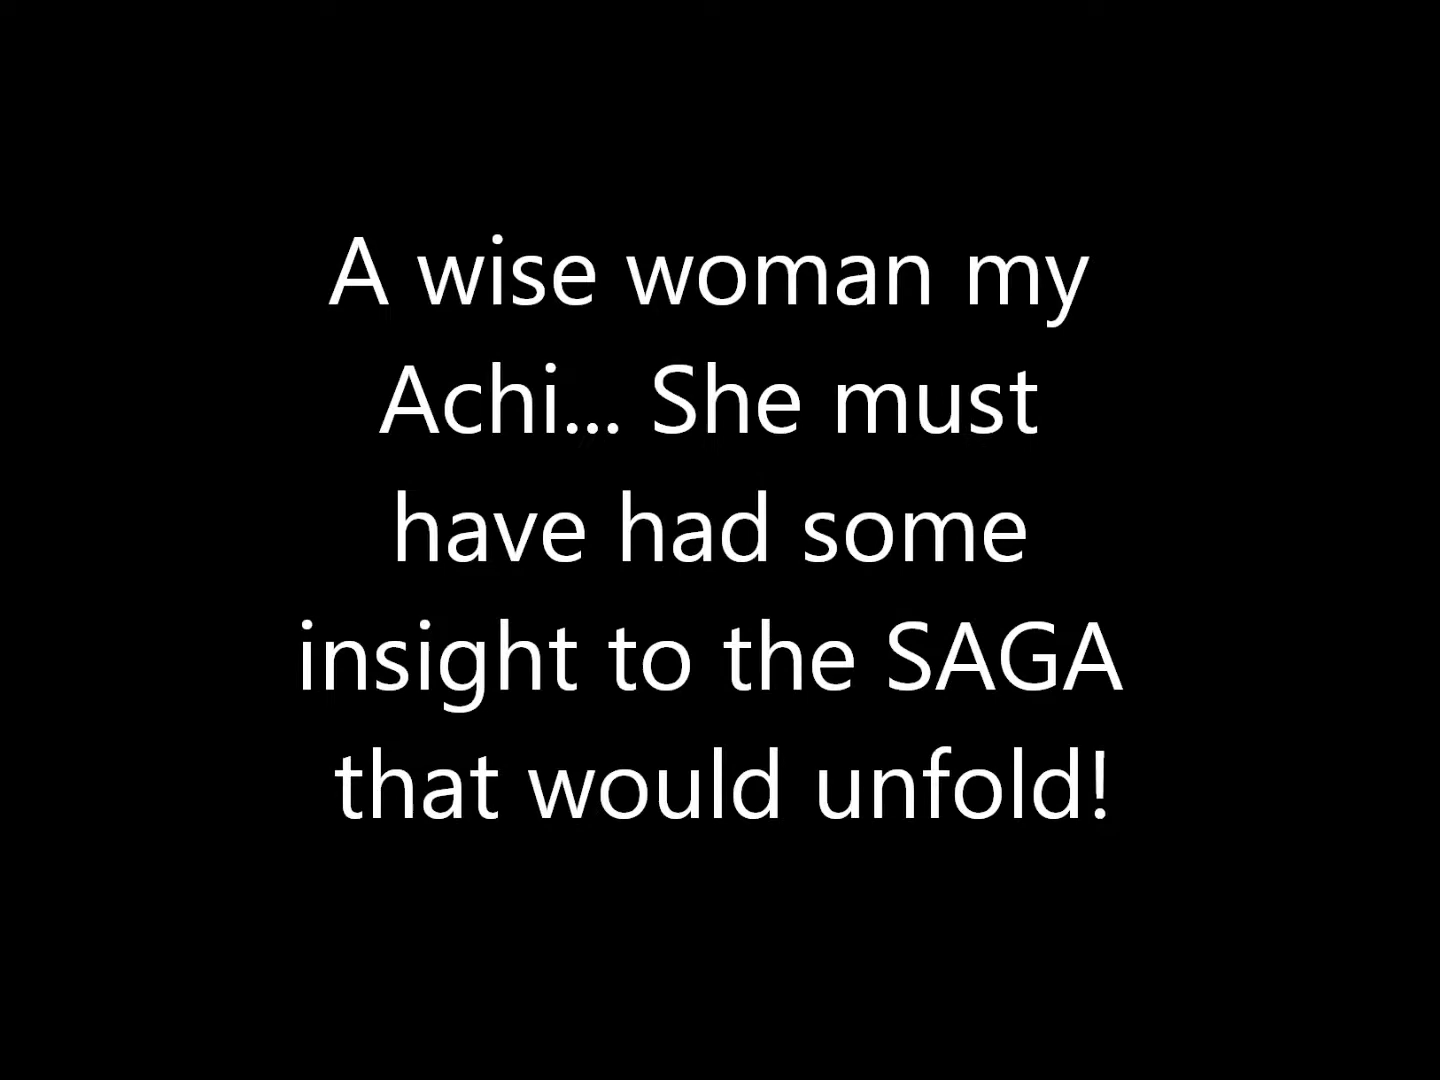 A wise woman my
Achi... She must
have had some
insight to the SAGA
that would unfold!